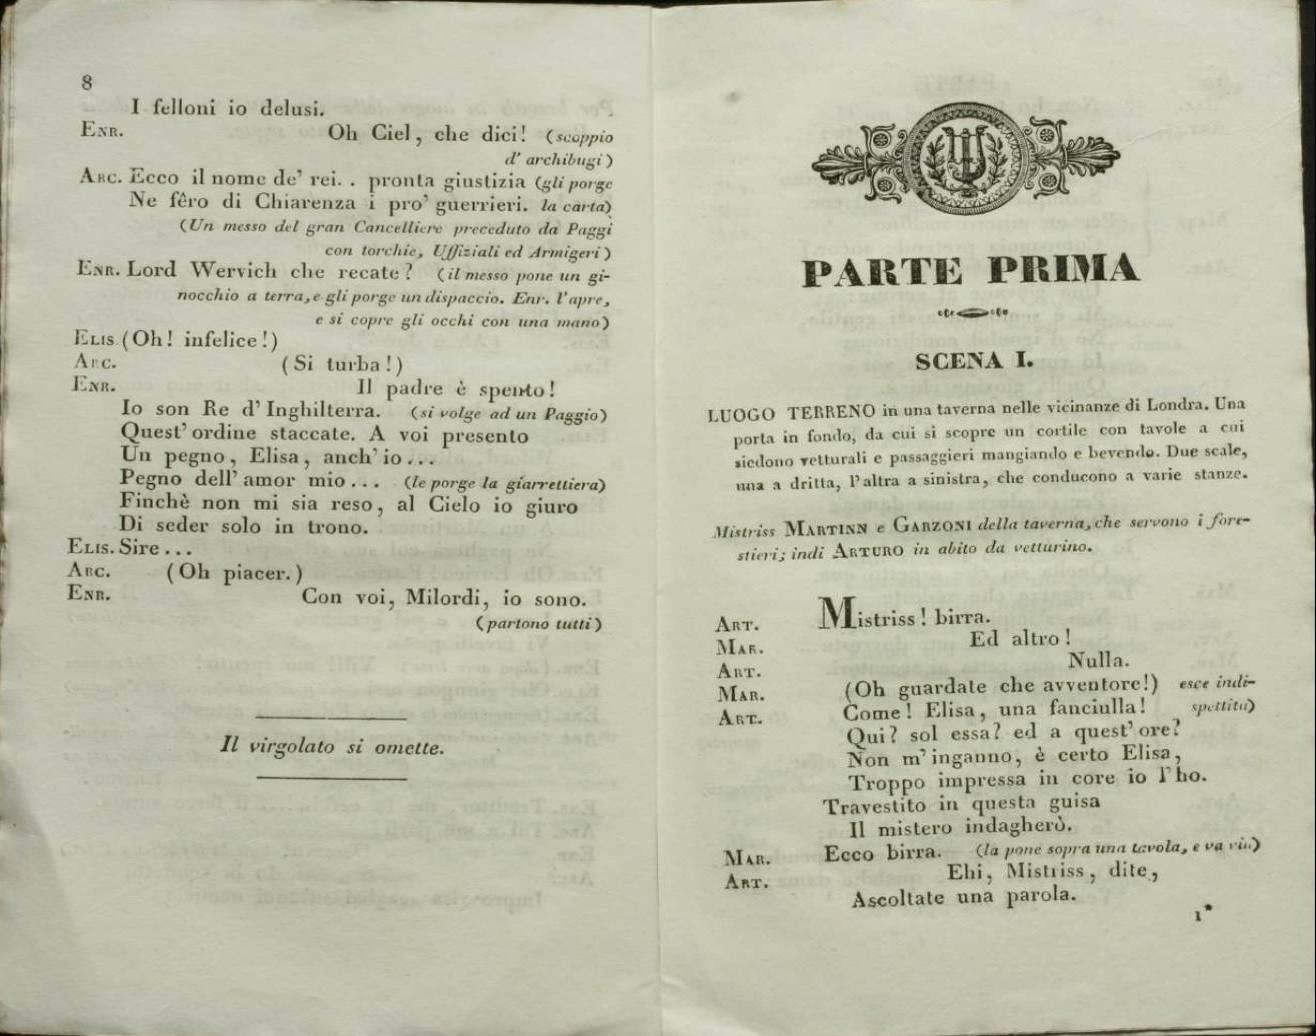 8
I felloni io delusi.
Enr. Oh Ciel, che dici! (scoppio
d' archibugi)
Arc. Ecco il nome de' rei. . pronta giustizia (gli porge
Ne fêro di Chiarenza i pro' guerrieri. la carta)
(Un messo del gran Cancelliere preceduto da Paggi
con torchie, Uffiziali ed Armigeri)
Enr. Lord Wervich che recate? (il messo pone un gi-
nocchio a terra, e gli porge un dispaccio. Enr. l'apre,
e si copre gli occhi con una mano)
Elis. (Oh! infelice!)
Arc. (Si turba!)
Enr. Il padre è spento!
Io son Re d' Inghilterra. (si volge ad un Paggio)
Quest' ordine staccate. A voi presento
Un pegno, Elisa, anch' io...
Pegno dell' amor mio... (le porge la giarrettiera)
Finchè non mi sia reso, al Cielo io giuro
Di seder solo in trono.
Elis. Sire...
Arc. (Oh piacer.)
Enr. Con voi, Milordi, io sono.
(partono tutti)
Il virgolato si omette.
PARTE PRIMA
SCENA I.
LUOGO TERRENO in una taverna nelle vicinanze di Londra. Una
porta in fondo, da cui si scopre un cortile con tavole a cui
siedono vetturali e passaggieri mangiando e bevendo. Due scale,
una a dritta, l'altra a sinistra, che conducono a varie stanze.
Mistriss Martinn e Garzoni della taverna, che servono i fore-
stieri; indi Arturo in abito da vetturino.
Art. Mistriss! birra.
Mar. Ed altro!
Art. Nulla.
Mar. (Oh guardate che avventore!) esce indi-
Art. Come! Elisa, una fanciulla! spettita)
Qui? sol essa? ed a quest' ore?
Non m' inganno, è certo Elisa,
Troppo impressa in core io l' ho.
Travestito in questa guisa
Il mistero indagherò.
Mar. Ecco birra. (la pone sopra una tavola, e va via)
Art. Ehi, Mistriss, dite,
Ascoltate una parola.
1*